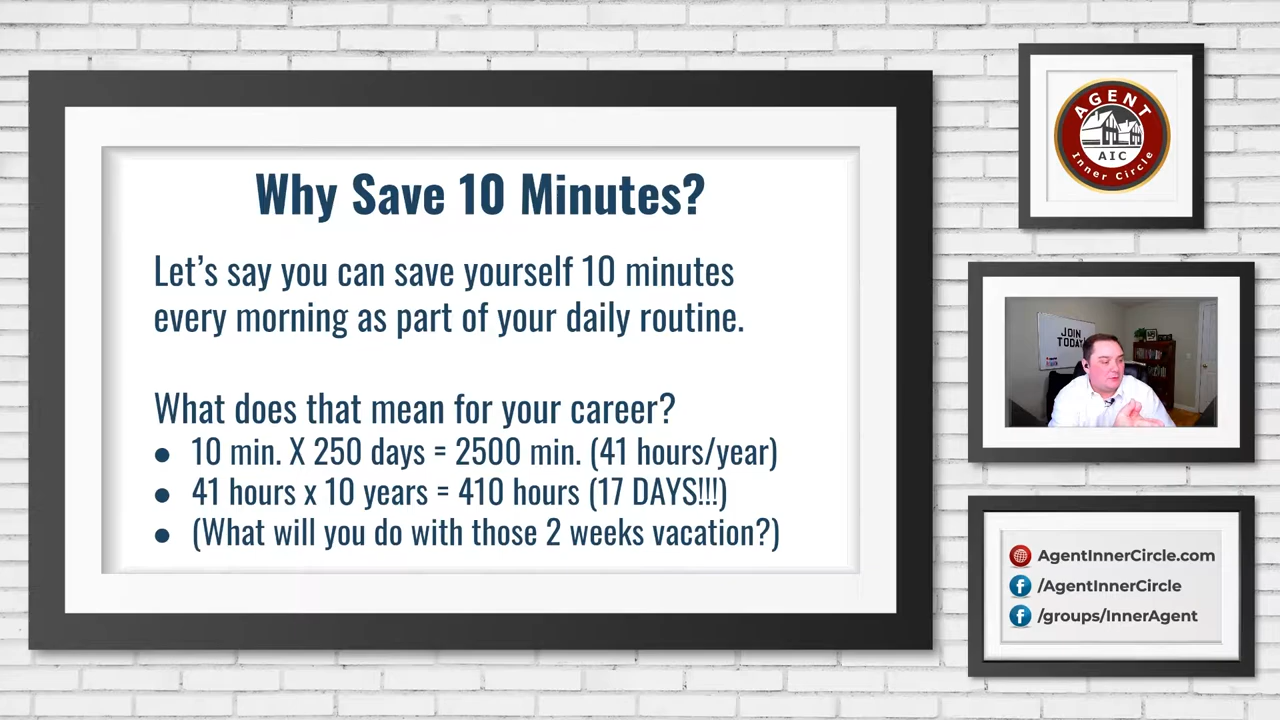 Why Save 10 Minutes?
Let's say you can save yourself 10 minutes
every morning as part of your daily routine.
What does that mean for your career?
● 10 min. X 250 days = 2500 min. (41 hours/year)
● 41 hours x 10 years = 410 hours (17 DAYS!!!)
● (What will you do with those 2 weeks vacation?)
AGENT
AIC
Inner Circle
JOIN
TODAY
AgentInnerCircle.com
/AgentInnerCircle
/groups/InnerAgent